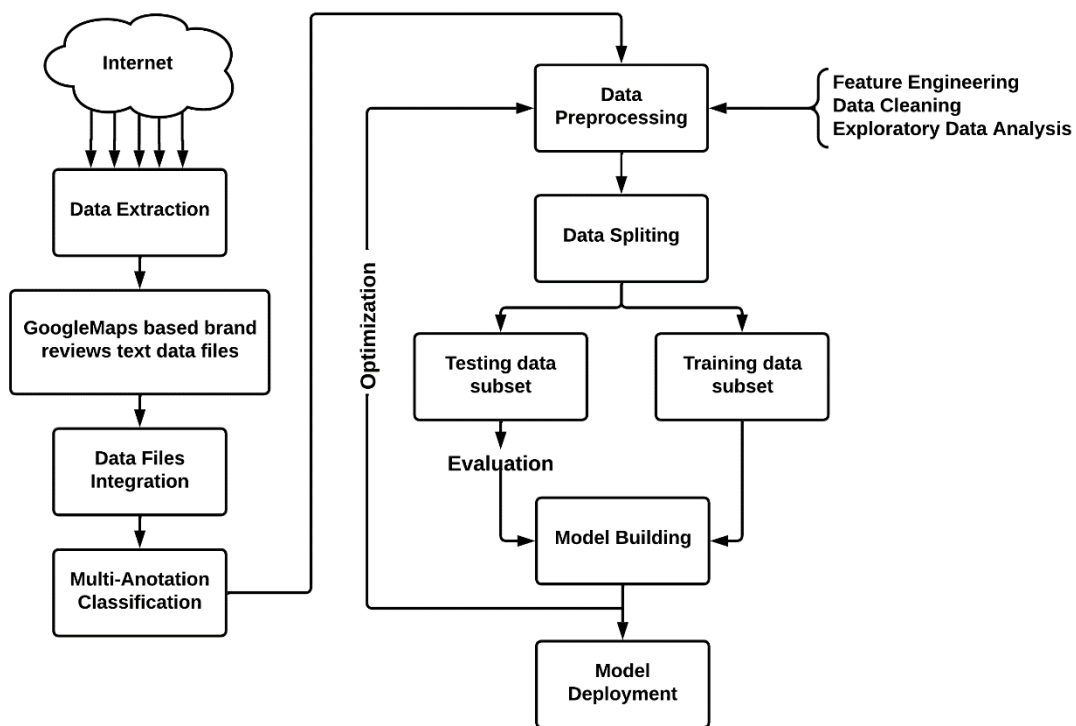 Internet
Data Extraction
GoogleMaps based brand
reviews text data files
Data Files
Integration
Multi-Anotation
Classification
Data
Preprocessing
Feature Engineering
Data Cleaning
Exploratory Data Analysis
Data Spliting
Optimization
Testing data
subset
Training data
subset
Evaluation
Model Building
Model
Deployment